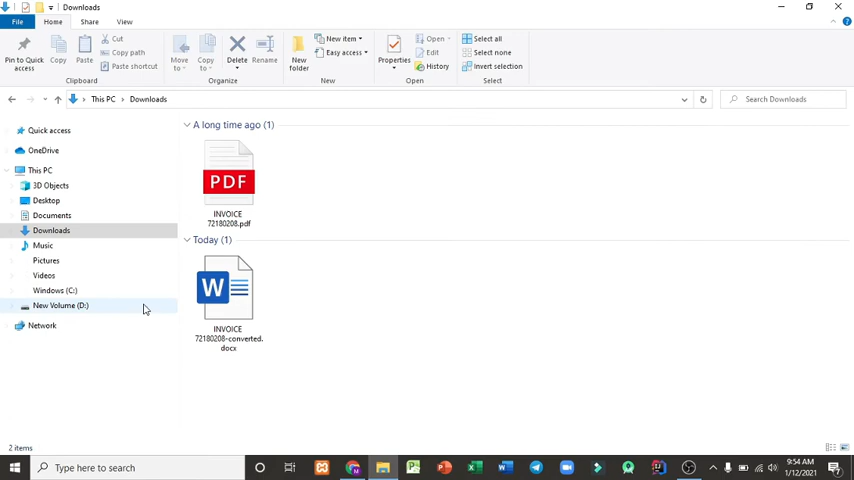 Downloads
File Home Share View
Pin to Quick
access
Copy
Paste
Cut
Copy path
Paste shortcut
Clipboard
Move
to
Copy
to
Delete
Rename
Organize
New
folder
New item
Easy access
New
Properties
Open
Edit
History
Open
Select all
Select none
Invert selection
Select
This PC > Downloads
Search Downloads
Quick access
OneDrive
This PC
3D Objects
Desktop
Documents
Downloads
Music
Pictures
Videos
Windows (C:)
New Volume (D:)
Network
A long time ago (1)
PDF
INVOICE
72180208.pdf
Today (1)
W
INVOICE
72180208-converted.
docx
2 items
Type here to search
9:54 AM
1/12/2021
7